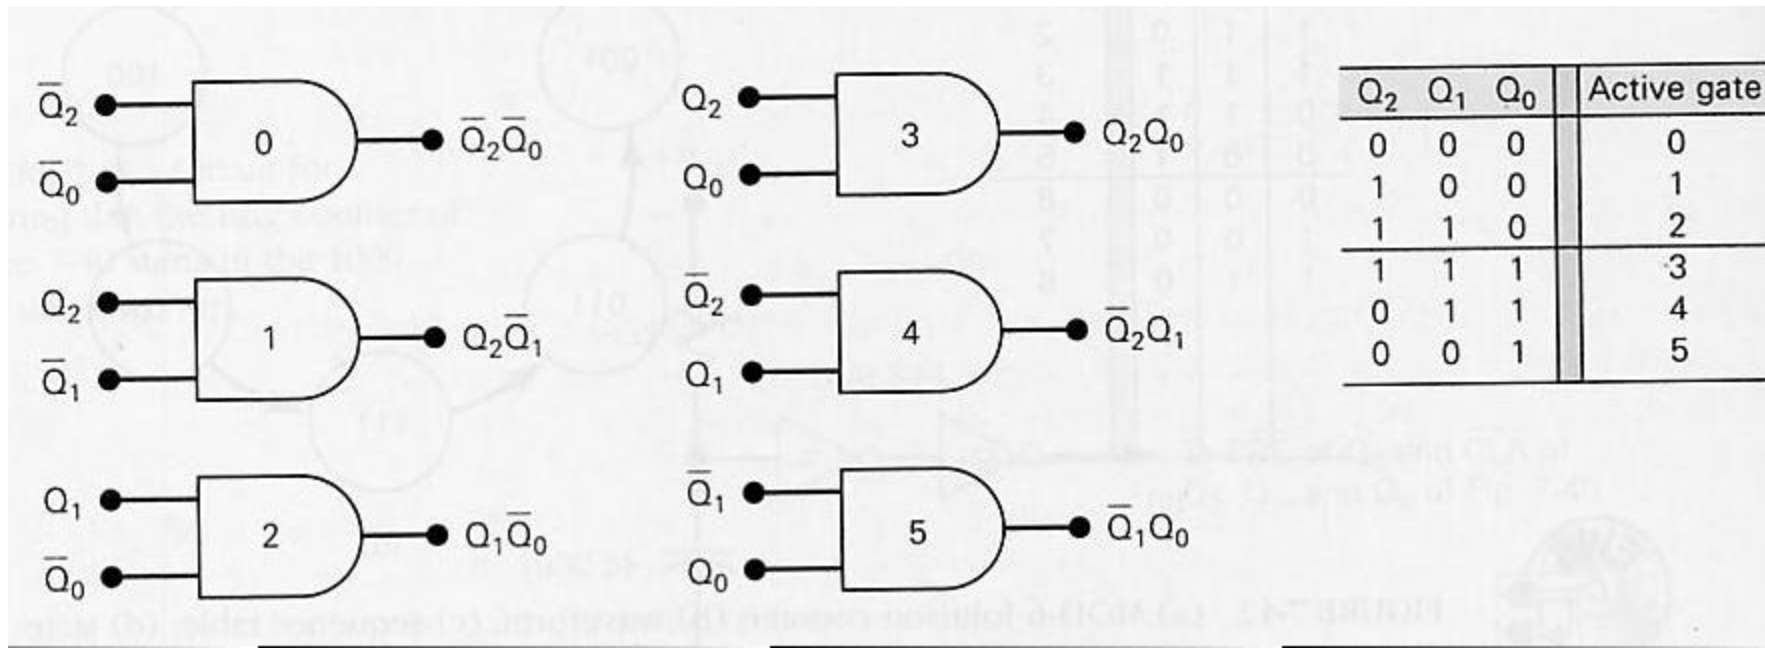 Q̅₂
Q̅₀
0
Q̅₂Q̅₀
Q₂
Q̅₁
1
Q₂Q̅₁
Q₁
Q̅₀
2
Q₁Q̅₀
Q₂
Q₀
3
Q₂Q₀
Q̅₂
Q₁
4
Q̅₂Q₁
Q̅₁
Q₀
5
Q̅₁Q₀
Q₂ Q₁ Q₀ Active gate
0 0 0 0
1 0 0 1
1 1 0 2
1 1 1 3
0 1 1 4
0 0 1 5